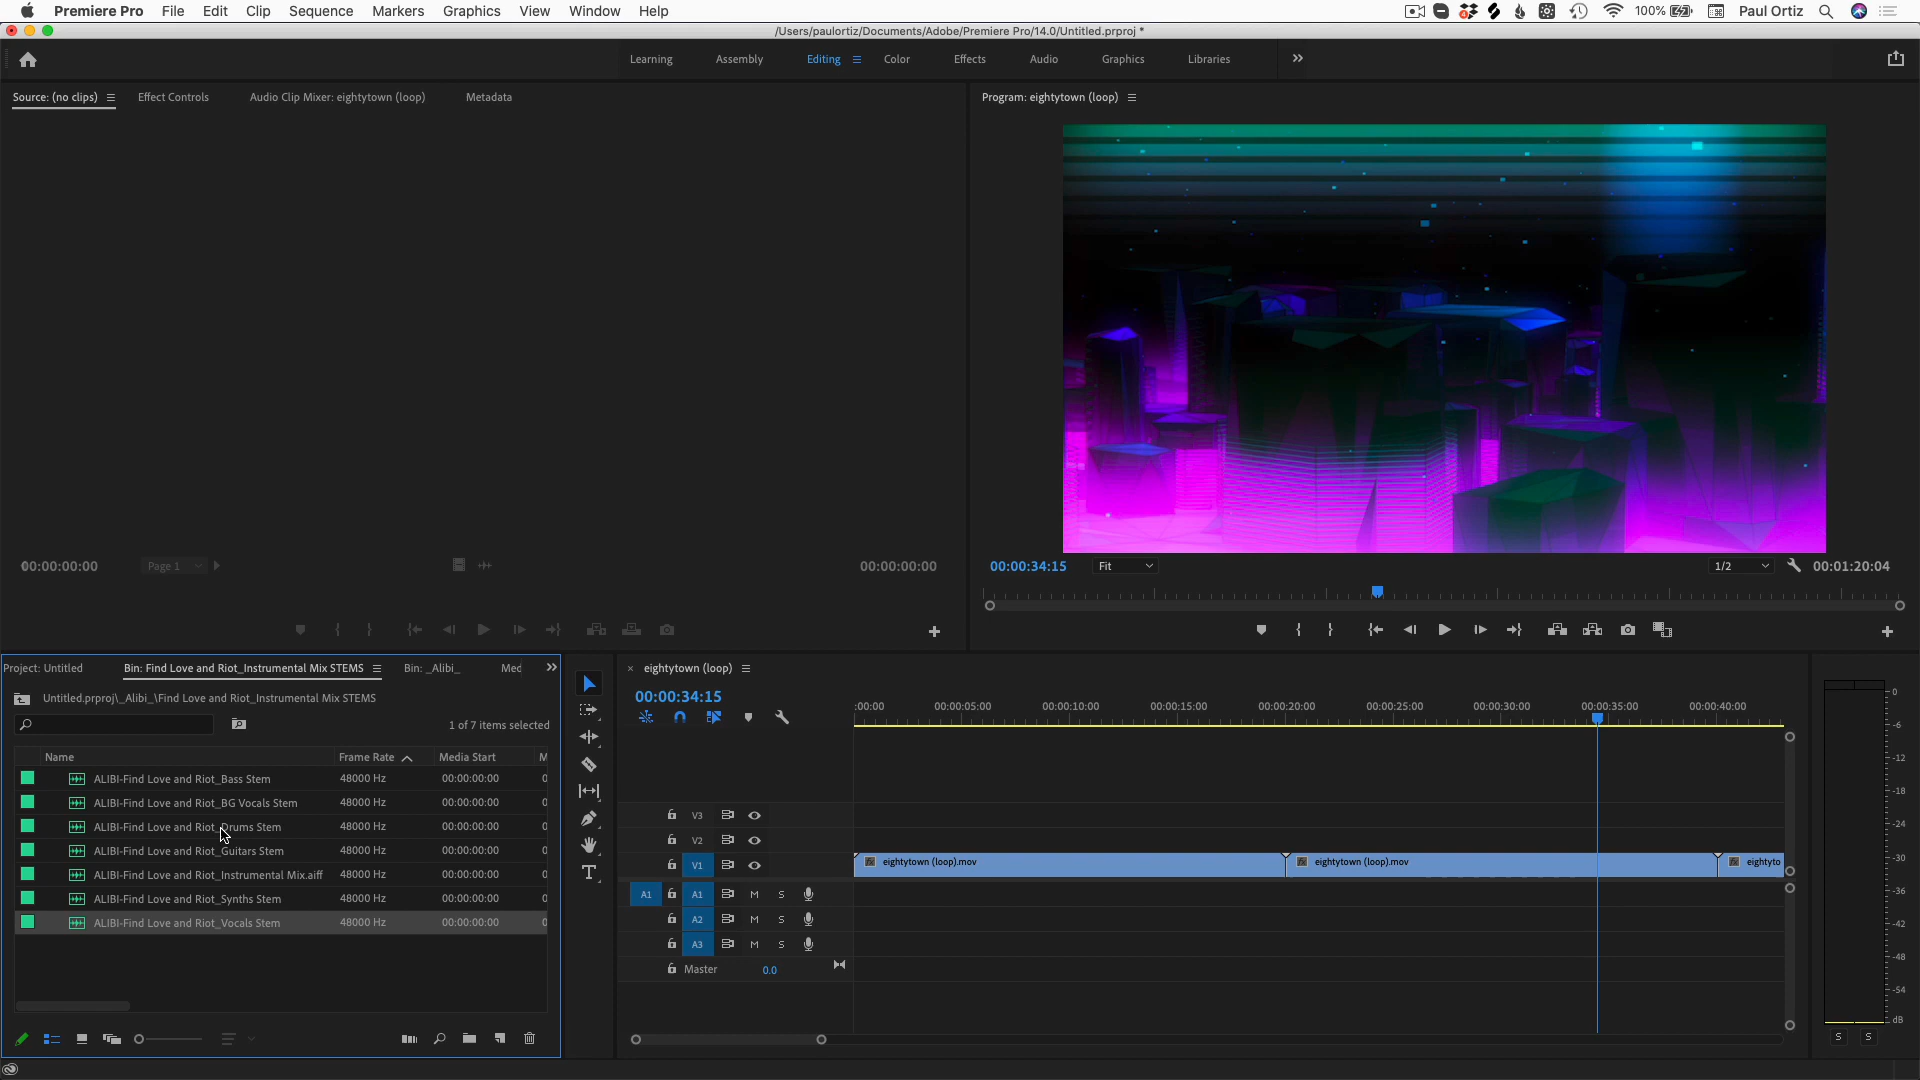 Premiere Pro File Edit Clip Sequence Markers Graphics View Window Help 100% Paul Ortiz
/Users/paulortiz/Documents/Adobe/Premiere Pro/14.0/Untitled.prproj *
Learning Assembly Editing Color Effects Audio Graphics Libraries
Source: (no clips) Effect Controls Audio Clip Mixer: eightytown (loop) Metadata
Program: eightytown (loop)
00:00:00:00 Page 1 00:00:00:00
00:00:34:15 Fit 1/2 00:01:20:04
Project: Untitled Bin: Find Love and Riot_Instrumental Mix STEMS Bin: _Alibi_ Med
Untitled.prproj\_Alibi_\Find Love and Riot_Instrumental Mix STEMS
1 of 7 items selected
Name Frame Rate Media Start M
ALIBI-Find Love and Riot_Bass Stem 48000 Hz 00:00:00:00 0
ALIBI-Find Love and Riot_BG Vocals Stem 48000 Hz 00:00:00:00 0
ALIBI-Find Love and Riot_Drums Stem 48000 Hz 00:00:00:00 0
ALIBI-Find Love and Riot_Guitars Stem 48000 Hz 00:00:00:00 0
ALIBI-Find Love and Riot_Instrumental Mix.aiff 48000 Hz 00:00:00:00 0
ALIBI-Find Love and Riot_Synths Stem 48000 Hz 00:00:00:00 0
ALIBI-Find Love and Riot_Vocals Stem 48000 Hz 00:00:00:00 0
eightytown (loop)
00:00:34:15
:00:00 00:00:05:00 00:00:10:00 00:00:15:00 00:00:20:00 00:00:25:00 00:00:30:00 00:00:35:00 00:00:40:00
V3
V2
V1 eightytown (loop).mov eightytown (loop).mov eightyto
A1 A1 M S
A2 M S
A3 M S
Master 0.0
0
-6
-12
-18
-24
-30
-36
-42
-48
-54
dB
S S